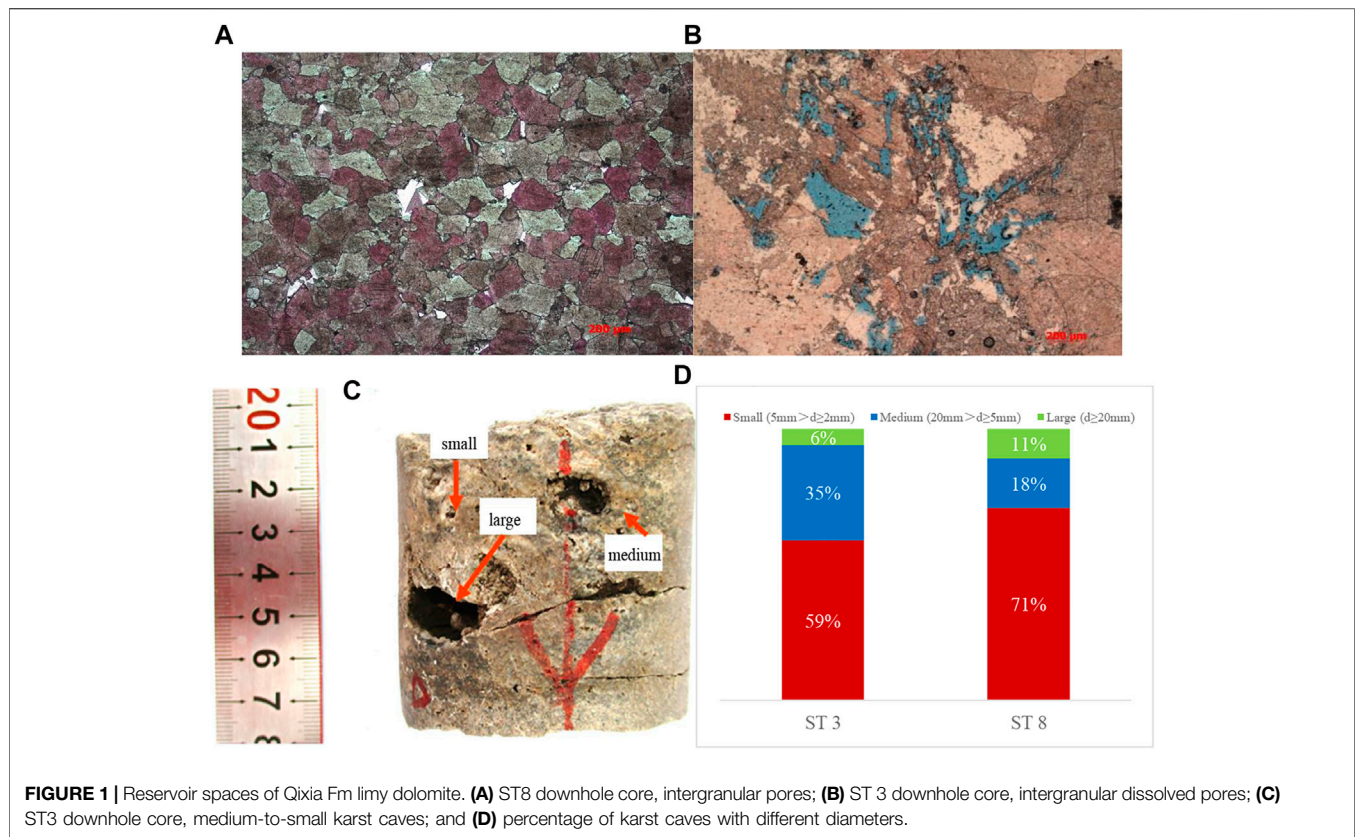 A
B
200 μm
200 μm
C
D
20
1
2
3
4
5
6
7
8
small
large
medium
Small (5mm>d≥2mm) Medium (20mm>d≥5mm) Large (d≥20mm)
6%
11%
35%
18%
59%
71%
ST 3
ST 8
FIGURE 1 | Reservoir spaces of Qixia Fm limy dolomite. (A) ST8 downhole core, intergranular pores; (B) ST 3 downhole core, intergranular dissolved pores; (C)
ST3 downhole core, medium-to-small karst caves; and (D) percentage of karst caves with different diameters.